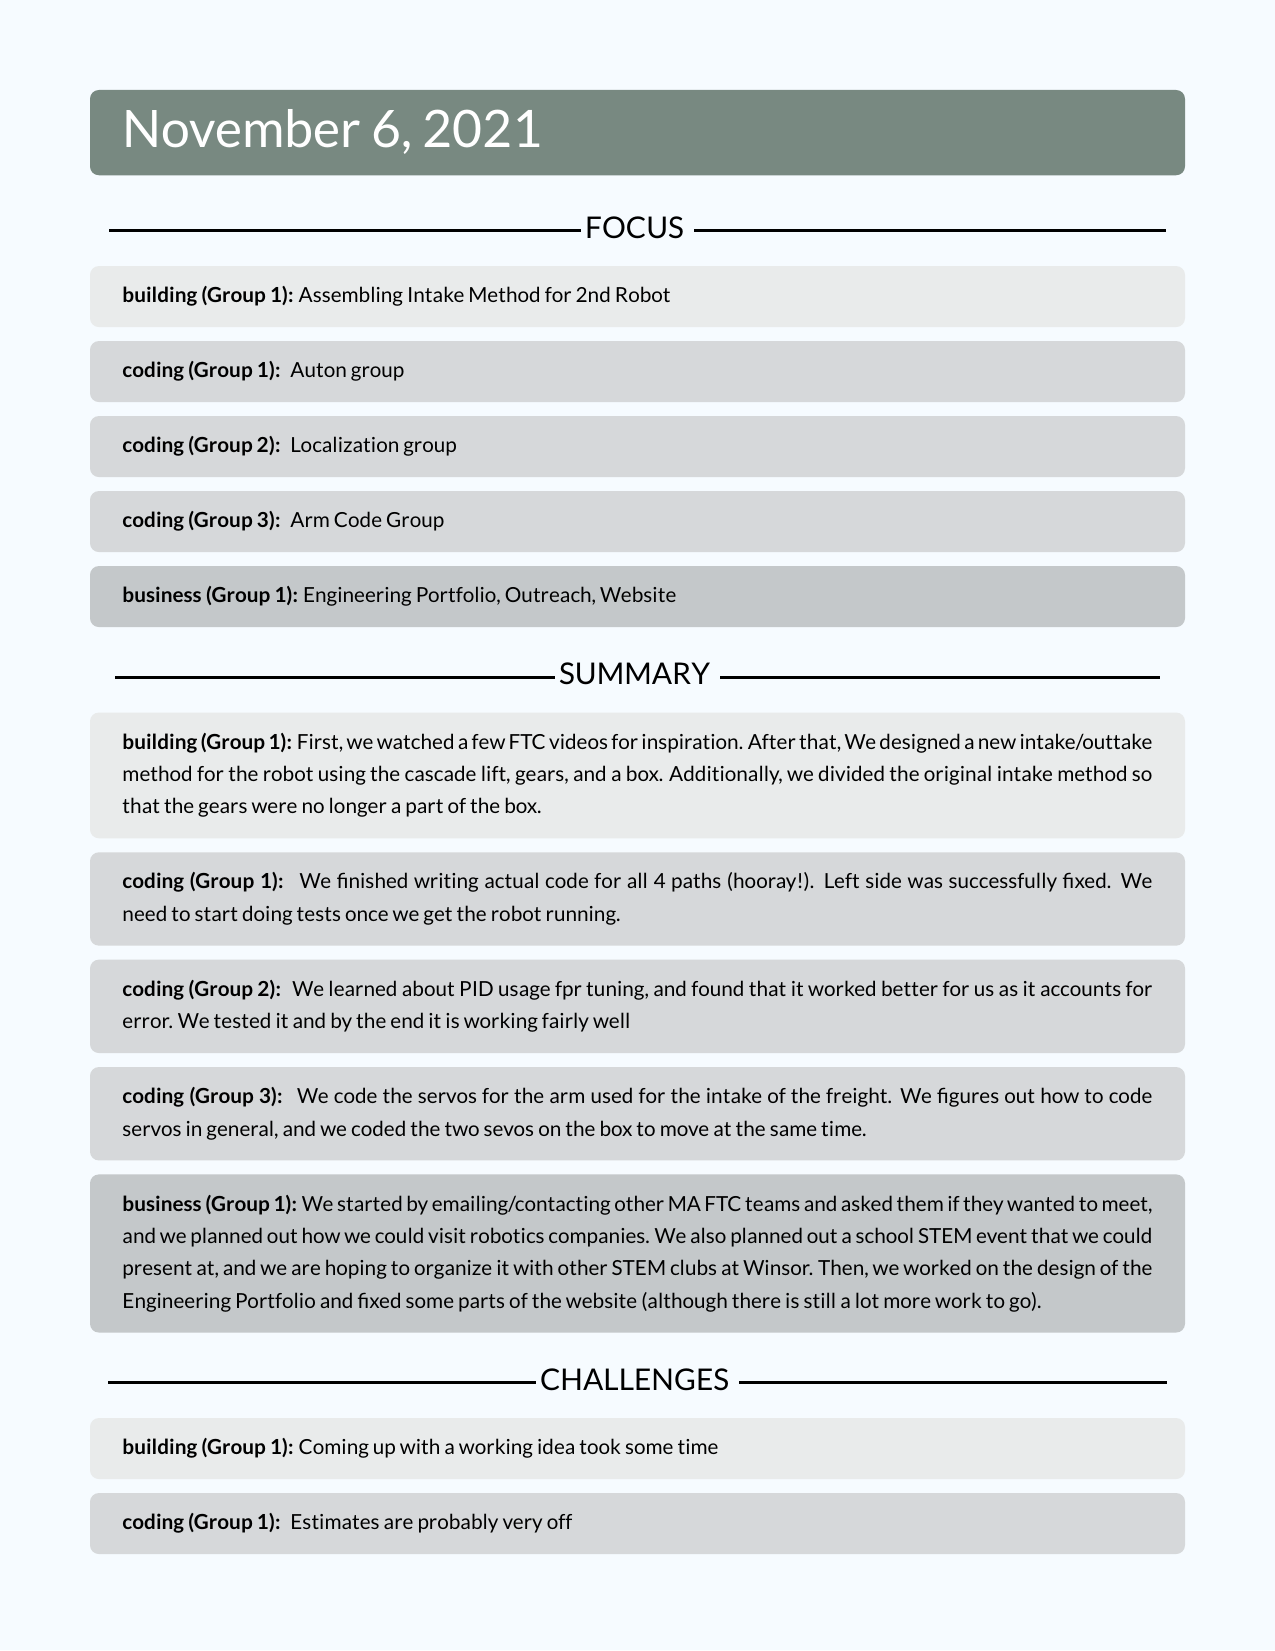 November 6, 2021
FOCUS
building (Group 1): Assembling Intake Method for 2nd Robot
coding (Group 1): Auton group
coding (Group 2): Localization group
coding (Group 3): Arm Code Group
business (Group 1): Engineering Portfolio, Outreach, Website
SUMMARY
building (Group 1): First, we watched a few FTC videos for inspiration. After that, We designed a new intake/outtake
method for the robot using the cascade lift, gears, and a box. Additionally, we divided the original intake method so
that the gears were no longer a part of the box.
coding (Group 1): We finished writing actual code for all 4 paths (hooray!). Left side was successfully fixed. We
need to start doing tests once we get the robot running.
coding (Group 2): We learned about PID usage fpr tuning, and found that it worked better for us as it accounts for
error. We tested it and by the end it is working fairly well
coding (Group 3): We code the servos for the arm used for the intake of the freight. We figures out how to code
servos in general, and we coded the two sevos on the box to move at the same time.
business (Group 1): We started by emailing/contacting other MA FTC teams and asked them if they wanted to meet,
and we planned out how we could visit robotics companies. We also planned out a school STEM event that we could
present at, and we are hoping to organize it with other STEM clubs at Winsor. Then, we worked on the design of the
Engineering Portfolio and fixed some parts of the website (although there is still a lot more work to go).
CHALLENGES
building (Group 1): Coming up with a working idea took some time
coding (Group 1): Estimates are probably very off